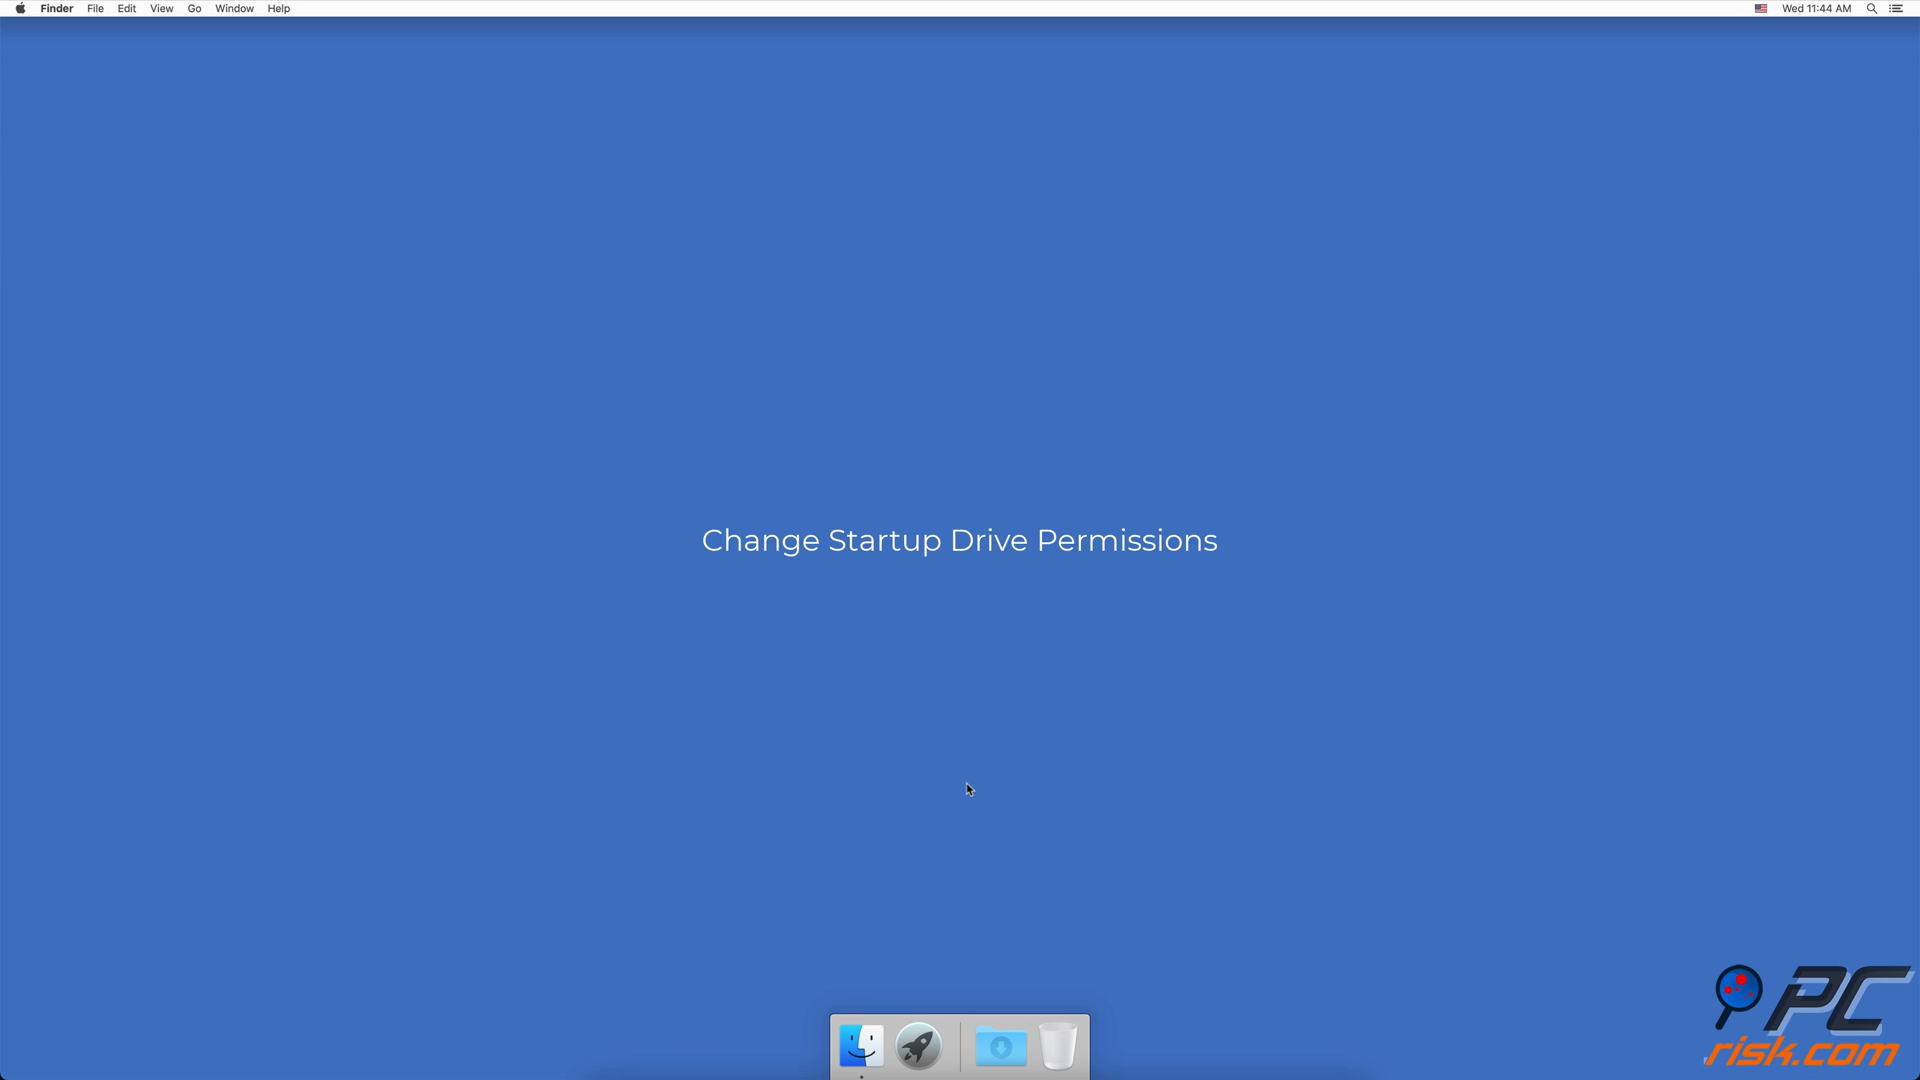 Finder File Edit View Go Window Help Wed 11:44 AM
Change Startup Drive Permissions
PC
risk.com